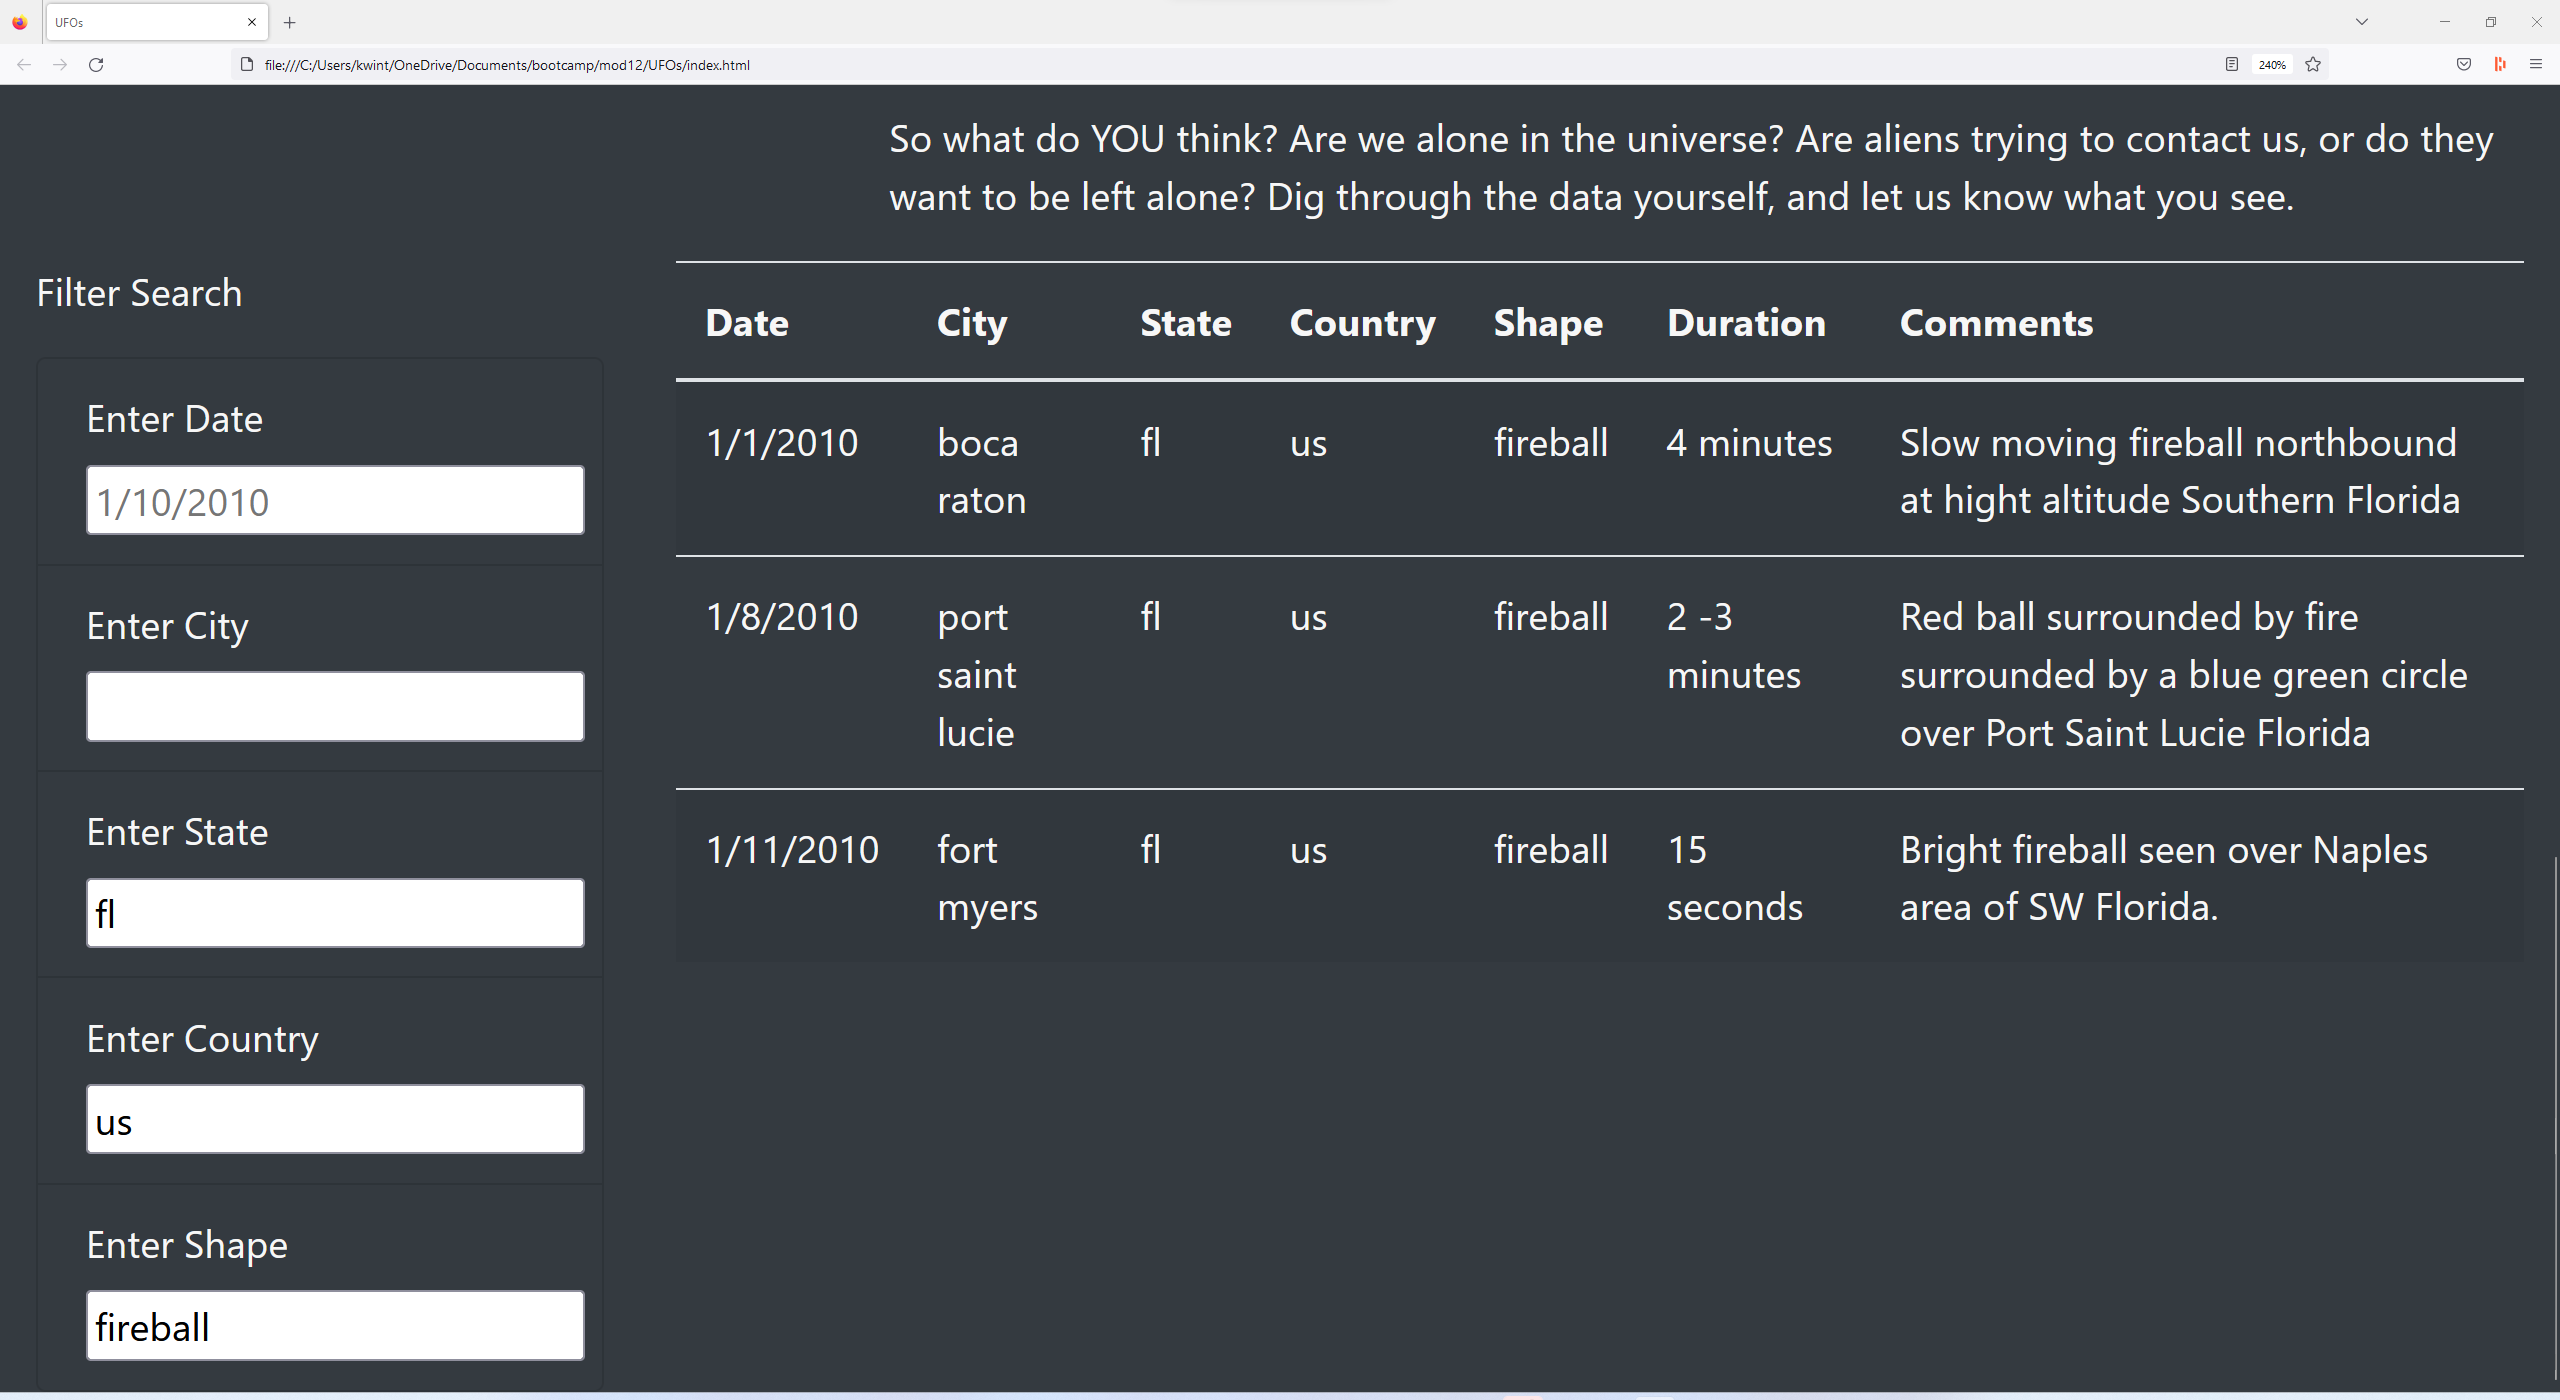 UFOs
file:///C:/Users/kwint/OneDrive/Documents/bootcamp/mod12/UFOs/index.html
240%
So what do YOU think? Are we alone in the universe? Are aliens trying to contact us, or do they
want to be left alone? Dig through the data yourself, and let us know what you see.
Filter Search
Enter Date
1/10/2010
Enter City
Enter State
fl
Enter Country
us
Enter Shape
fireball
Date City State Country Shape Duration Comments
1/1/2010 boca fl us fireball 4 minutes Slow moving fireball northbound
raton at hight altitude Southern Florida
1/8/2010 port fl us fireball 2 -3 Red ball surrounded by fire
saint minutes surrounded by a blue green circle
lucie over Port Saint Lucie Florida
1/11/2010 fort fl us fireball 15 Bright fireball seen over Naples
myers seconds area of SW Florida.